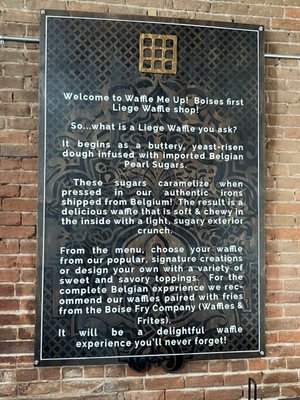 Welcome to Waffle Me Up! Boises first
Liege Waffle shop!
So...what is a Liege Waffle you ask?
It begins as a buttery, yeast-risen
dough infused with imported Belgian
Pearl Sugars.
These sugars caramelize when
pressed in our authentic irons
shipped from Belgium! The result is a
delicious waffle that is soft & chewy in
the inside with a light, sugary exterior
crunch.
From the menu, choose your waffle
from our popular, signature creations
or design your own with a variety of
sweet and savory toppings. For the
complete Belgian experience we rec-
ommend our waffles paired with fries
from the Boise Fry Company (Waffles &
Frites)
It will be a delightful waffle
experience you'll never forget!